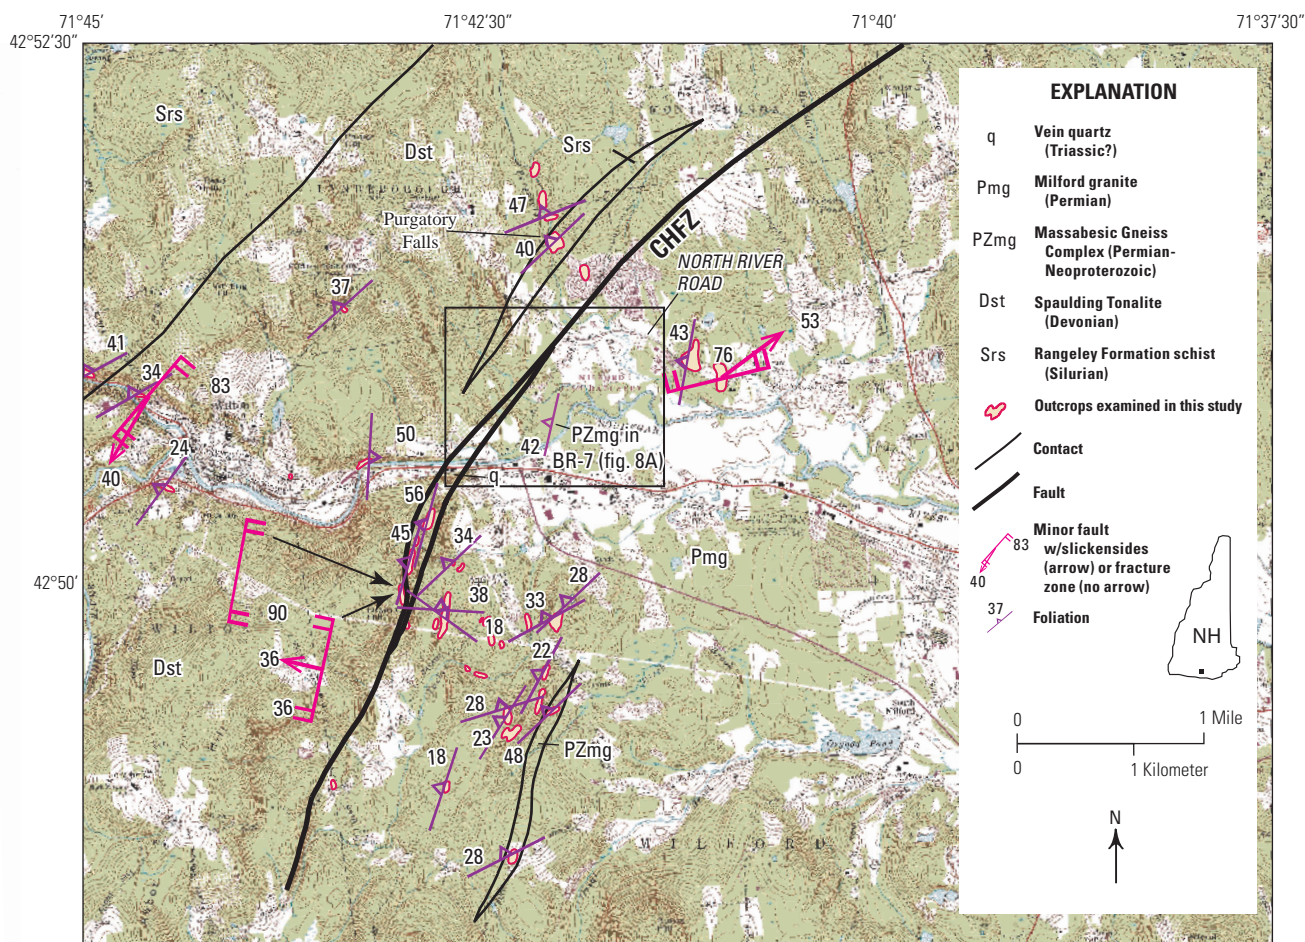 71°45′
71°42′30″
71°40′
71°37′30″
42°52′30″
Srs
Dst
Srs
47
Purgatory
Falls
40
CHFZ
NORTH RIVER
ROAD
37
41
34
83
43
53
76
50
42
PZmg in
BR-7 (fig. 8A)
q
40
24
56
45
34
Pmg
42°50′
38
28
33
90
18
36
22
Dst
36
28
23
48
PZmg
18
28
MILFORD
EXPLANATION
q Vein quartz
(Triassic?)
Pmg Milford granite
(Permian)
PZmg Massabesic Gneiss
Complex (Permian-
Neoproterozoic)
Dst Spaulding Tonalite
(Devonian)
Srs Rangeley Formation schist
(Silurian)
Outcrops examined in this study
Contact
Fault
83 Minor fault
w/slickensides
(arrow) or fracture
40 zone (no arrow)
37 Foliation
NH
0 1 Mile
0 1 Kilometer
N